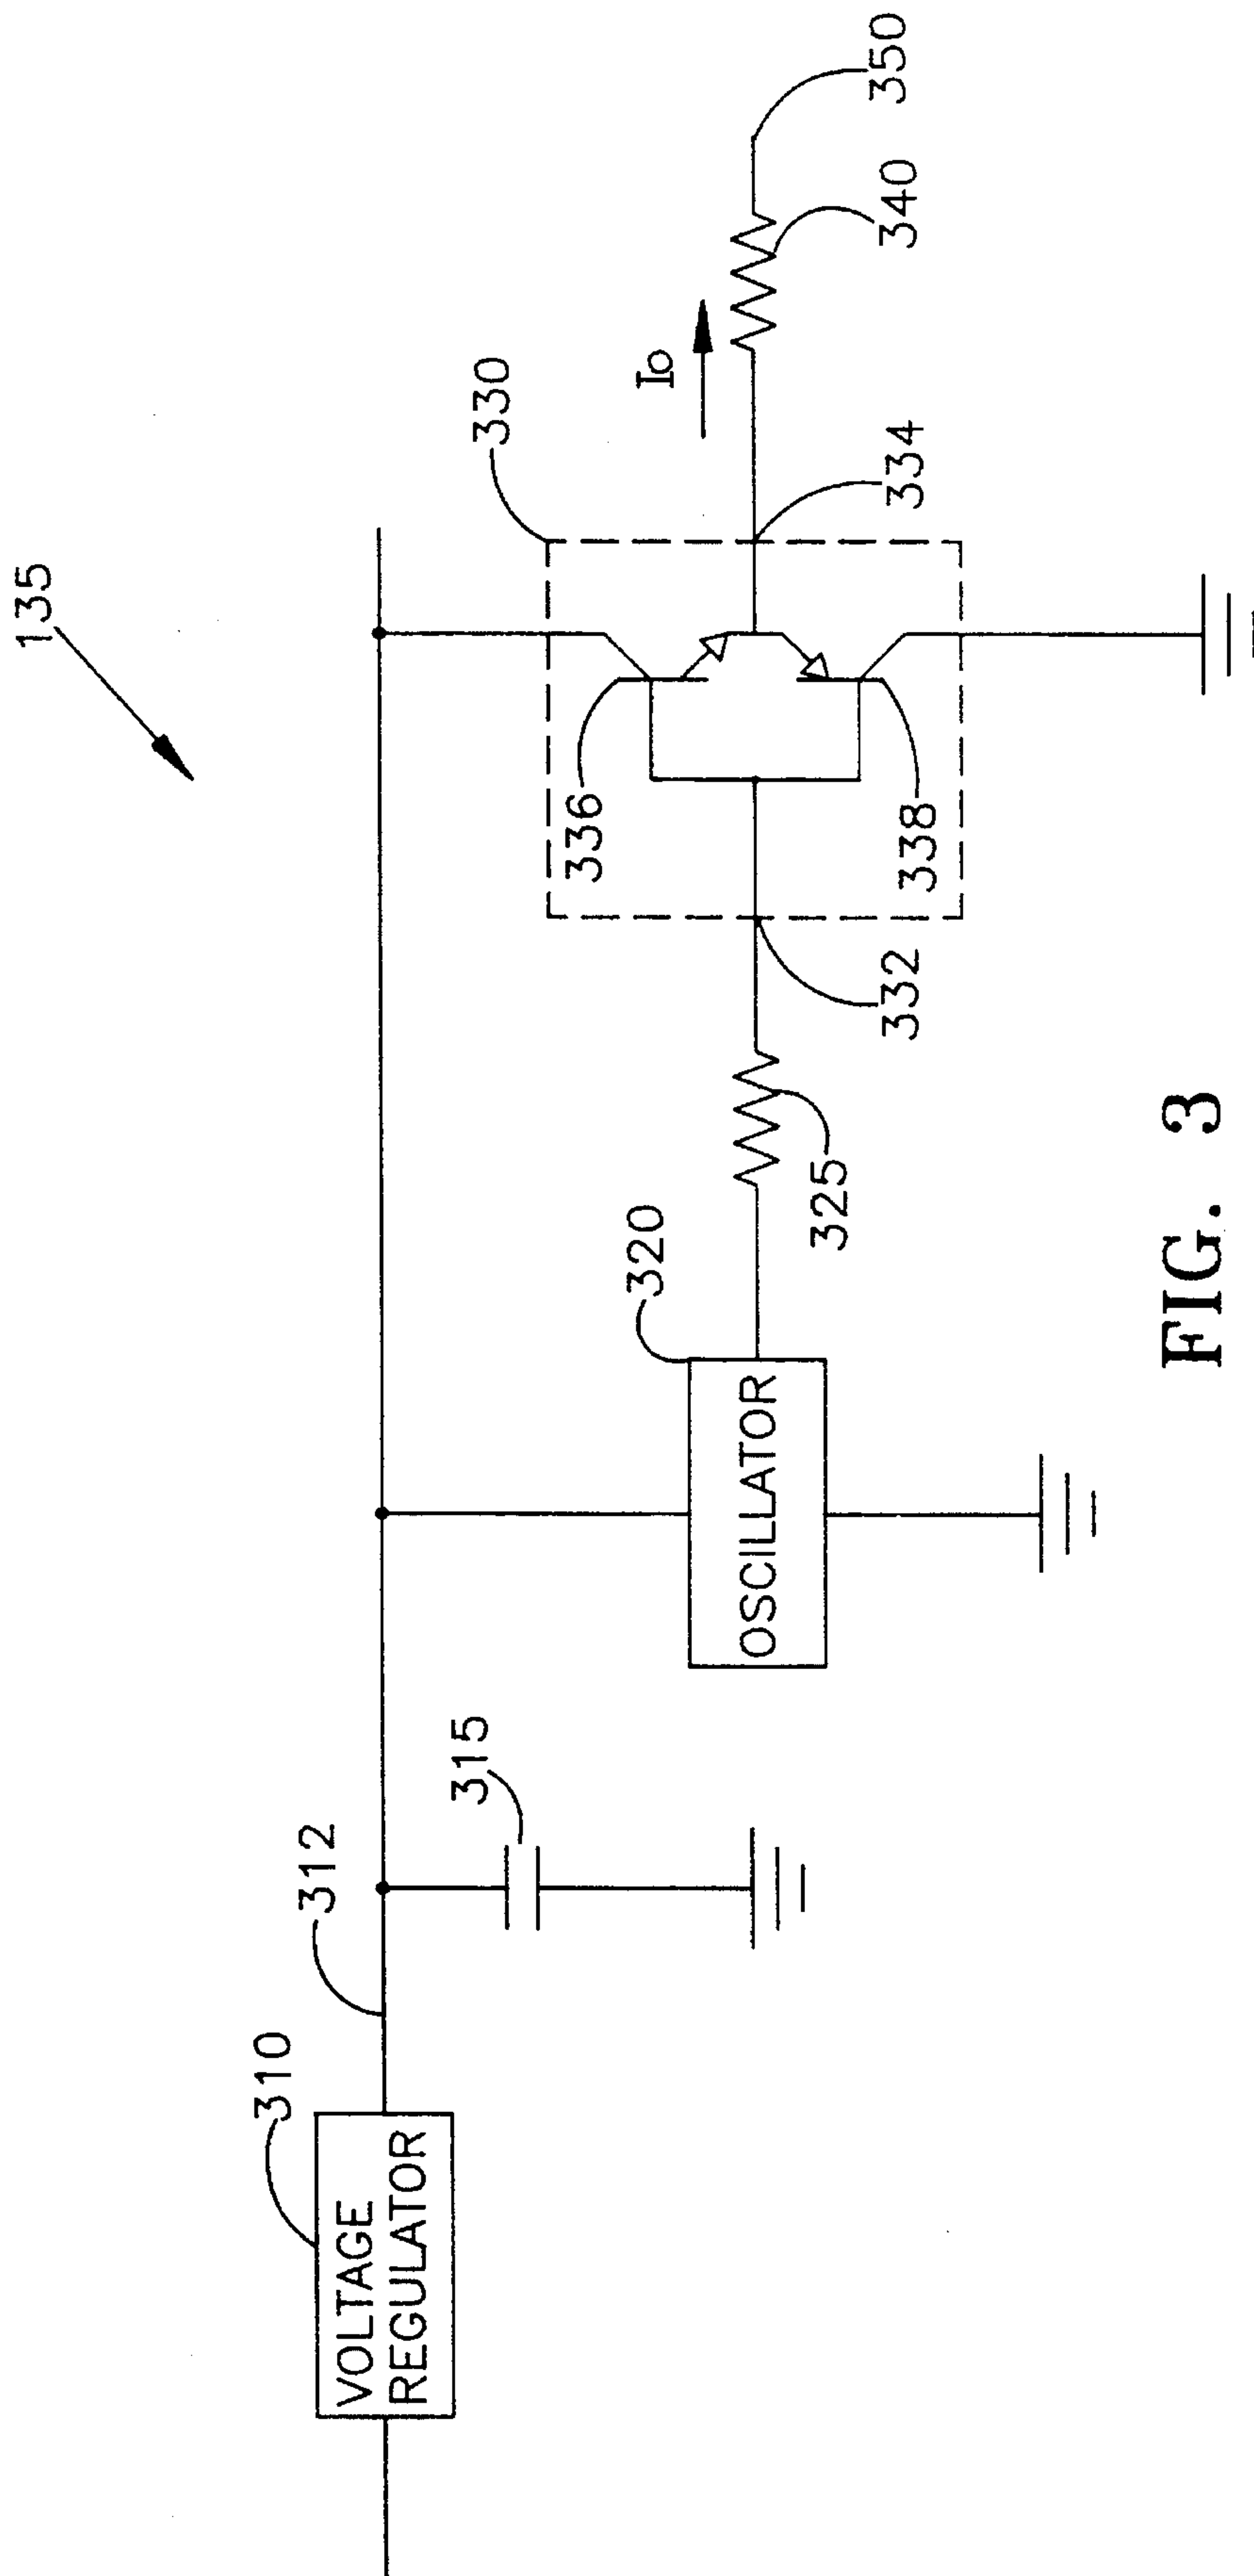 135
310
VOLTAGE
REGULATOR
312
315
320
OSCILLATOR
325
330
332
334
336
338
Io
340
350
FIG. 3